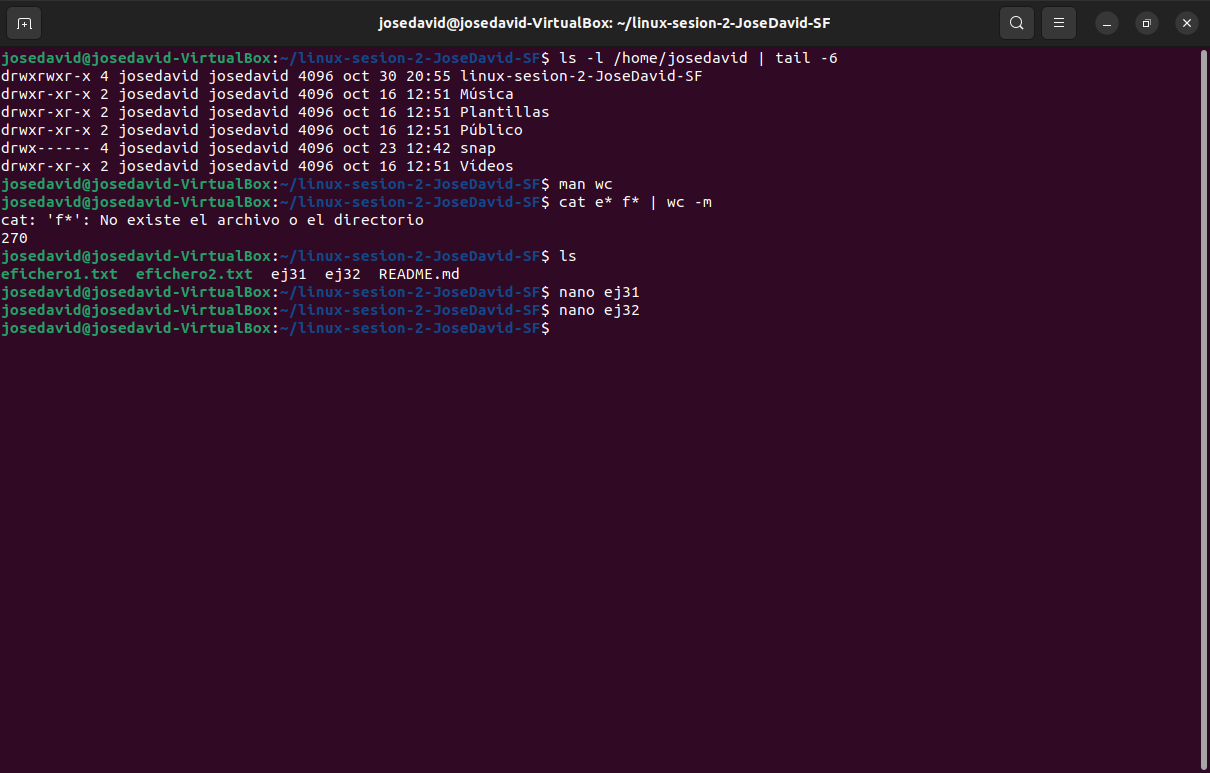 josedavid@josedavid-VirtualBox: ~/linux-sesion-2-JoseDavid-SF
josedavid@josedavid-VirtualBox:~/linux-sesion-2-JoseDavid-SF$ ls -l /home/josedavid | tail -6
drwxrwxr-x 4 josedavid josedavid 4096 oct 30 20:55 linux-sesion-2-JoseDavid-SF
drwxr-xr-x 2 josedavid josedavid 4096 oct 16 12:51 Música
drwxr-xr-x 2 josedavid josedavid 4096 oct 16 12:51 Plantillas
drwxr-xr-x 2 josedavid josedavid 4096 oct 16 12:51 Público
drwx------ 4 josedavid josedavid 4096 oct 23 12:42 snap
drwxr-xr-x 2 josedavid josedavid 4096 oct 16 12:51 Vídeos
josedavid@josedavid-VirtualBox:~/linux-sesion-2-JoseDavid-SF$ man wc
josedavid@josedavid-VirtualBox:~/linux-sesion-2-JoseDavid-SF$ cat e* f* | wc -m
cat: 'f*': No existe el archivo o el directorio
270
josedavid@josedavid-VirtualBox:~/linux-sesion-2-JoseDavid-SF$ ls
efichero1.txt  efichero2.txt  ej31  ej32  README.md
josedavid@josedavid-VirtualBox:~/linux-sesion-2-JoseDavid-SF$ nano ej31
josedavid@josedavid-VirtualBox:~/linux-sesion-2-JoseDavid-SF$ nano ej32
josedavid@josedavid-VirtualBox:~/linux-sesion-2-JoseDavid-SF$